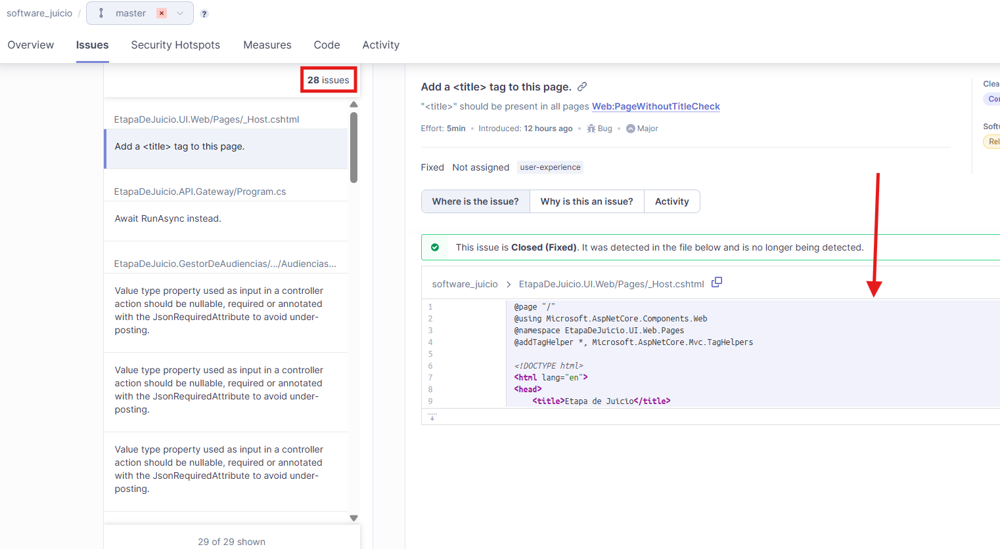 software_juicio / master ?
Overview Issues Security Hotspots Measures Code Activity
28 issues
EtapaDeJuicio.UI.Web/Pages/_Host.cshtml
Add a <title> tag to this page.
EtapaDeJuicio.API.Gateway/Program.cs
Await RunAsync instead.
EtapaDeJuicio.GestorDeAudiencias/.../Audiencias...
Value type property used as input in a controller
action should be nullable, required or annotated
with the JsonRequiredAttribute to avoid under-
posting.
Value type property used as input in a controller
action should be nullable, required or annotated
with the JsonRequiredAttribute to avoid under-
posting.
Value type property used as input in a controller
action should be nullable, required or annotated
with the JsonRequiredAttribute to avoid under-
posting.
29 of 29 shown
Add a <title> tag to this page.
"<title>" should be present in all pages Web:PageWithoutTitleCheck
Effort: 5min • Introduced: 12 hours ago • Bug • Major
Fixed Not assigned user-experience
Where is the issue? Why is this an issue? Activity
This issue is Closed (Fixed). It was detected in the file below and is no longer being detected.
software_juicio > EtapaDeJuicio.UI.Web/Pages/_Host.cshtml
1 @page "/"
2 @using Microsoft.AspNetCore.Components.Web
3 @namespace EtapaDeJuicio.UI.Web.Pages
4 @addTagHelper *, Microsoft.AspNetCore.Mvc.TagHelpers
5
6 <!DOCTYPE html>
7 <html lang="en">
8 <head>
9 <title>Etapa de Juicio</title>
Clea
Cor
Softw
Rel